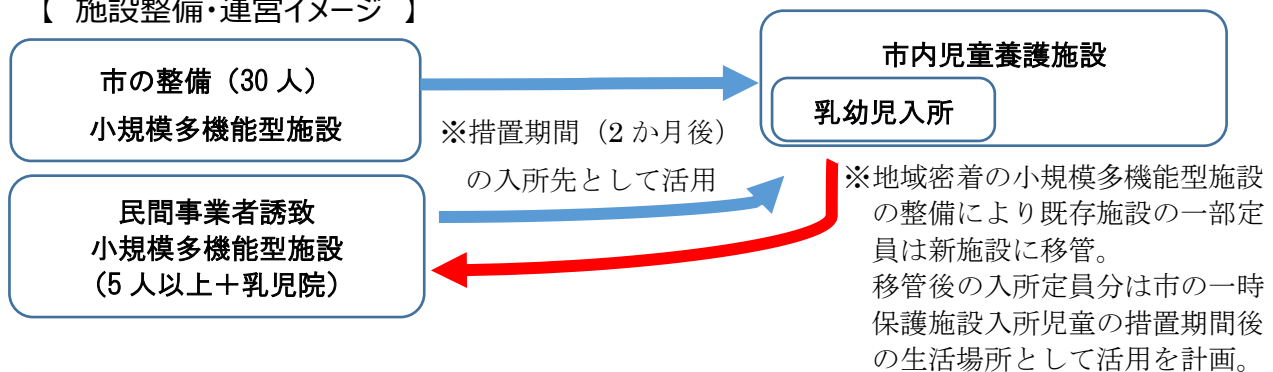 【 施設整備・運営イメージ 】
市の整備（30 人）
小規模多機能型施設
民間事業者誘致
小規模多機能型施設
（5 人以上＋乳児院）
※措置期間（2 か月後）
の入所先として活用
市内児童養護施設
乳幼児入所
※地域密着の小規模多機能型施設
の整備により既存施設の一部定
員は新施設に移管。
移管後の入所定員分は市の一時
保護施設入所児童の措置期間後
の生活場所として活用を計画。